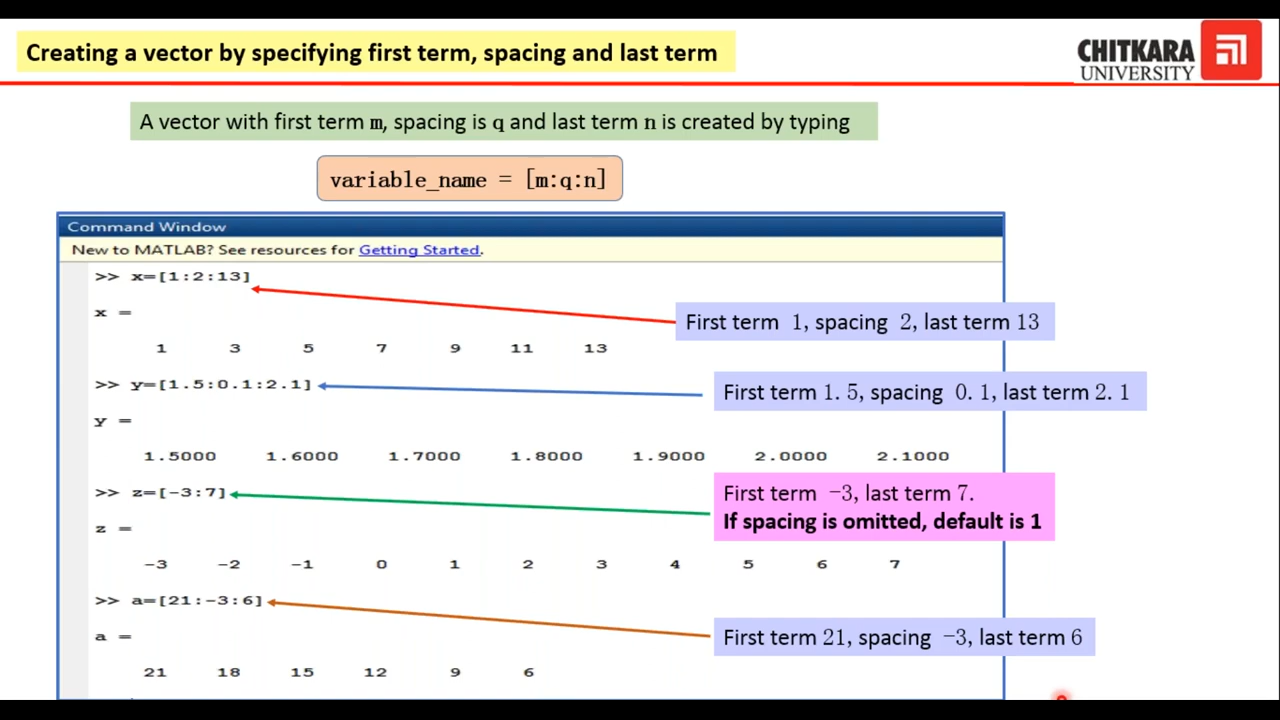 Creating a vector by specifying first term, spacing and last term
CHITKARA
UNIVERSITY
A vector with first term m, spacing is q and last term n is created by typing
variable_name = [m:q:n]
Command Window
New to MATLAB? See resources for Getting Started.
>> x=[1:2:13]
x =
First term 1, spacing 2, last term 13
1 3 5 7 9 11 13
>> y=[1.5:0.1:2.1]
First term 1.5, spacing 0.1, last term 2.1
y =
1.5000 1.6000 1.7000 1.8000 1.9000 2.0000 2.1000
>> z=[-3:7]
First term -3, last term 7.
If spacing is omitted, default is 1
z =
-3 -2 -1 0 1 2 3 4 5 6 7
>> a=[21:-3:6]
a =
First term 21, spacing -3, last term 6
21 18 15 12 9 6